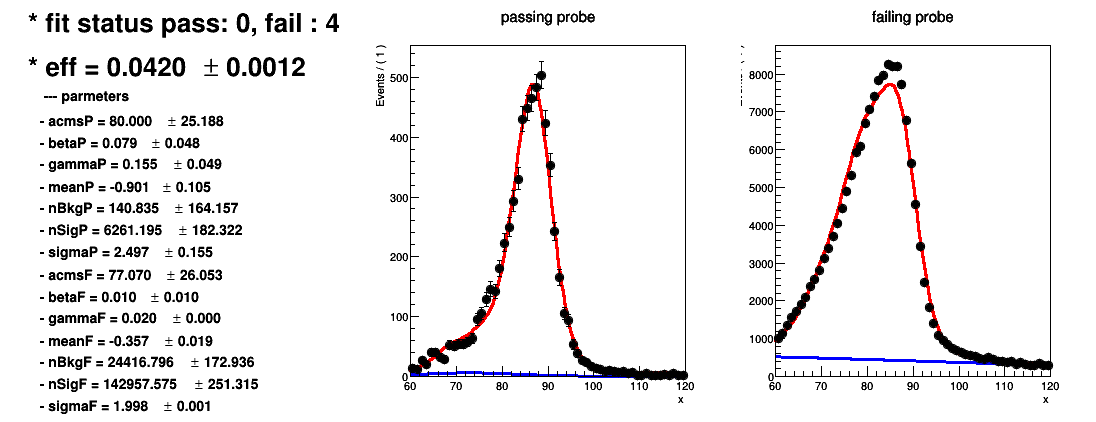 * fit status pass: 0, fail : 4
* eff = 0.0420 ± 0.0012
--- parmeters
- acmsP = 80.000 ± 25.188
- betaP = 0.079 ± 0.048
- gammaP = 0.155 ± 0.049
- meanP = -0.901 ± 0.105
- nBkgP = 140.835 ± 164.157
- nSigP = 6261.195 ± 182.322
- sigmaP = 2.497 ± 0.155
- acmsF = 77.070 ± 26.053
- betaF = 0.010 ± 0.010
- gammaF = 0.020 ± 0.000
- meanF = -0.357 ± 0.019
- nBkgF = 24416.796 ± 172.936
- nSigF = 142957.575 ± 251.315
- sigmaF = 1.998 ± 0.001
passing probe
Events / ( 1 )
500
400
300
200
100
0
60 70 80 90 100 110 120
x
failing probe
8000
7000
6000
5000
4000
3000
2000
1000
0
60 70 80 90 100 110 120
x